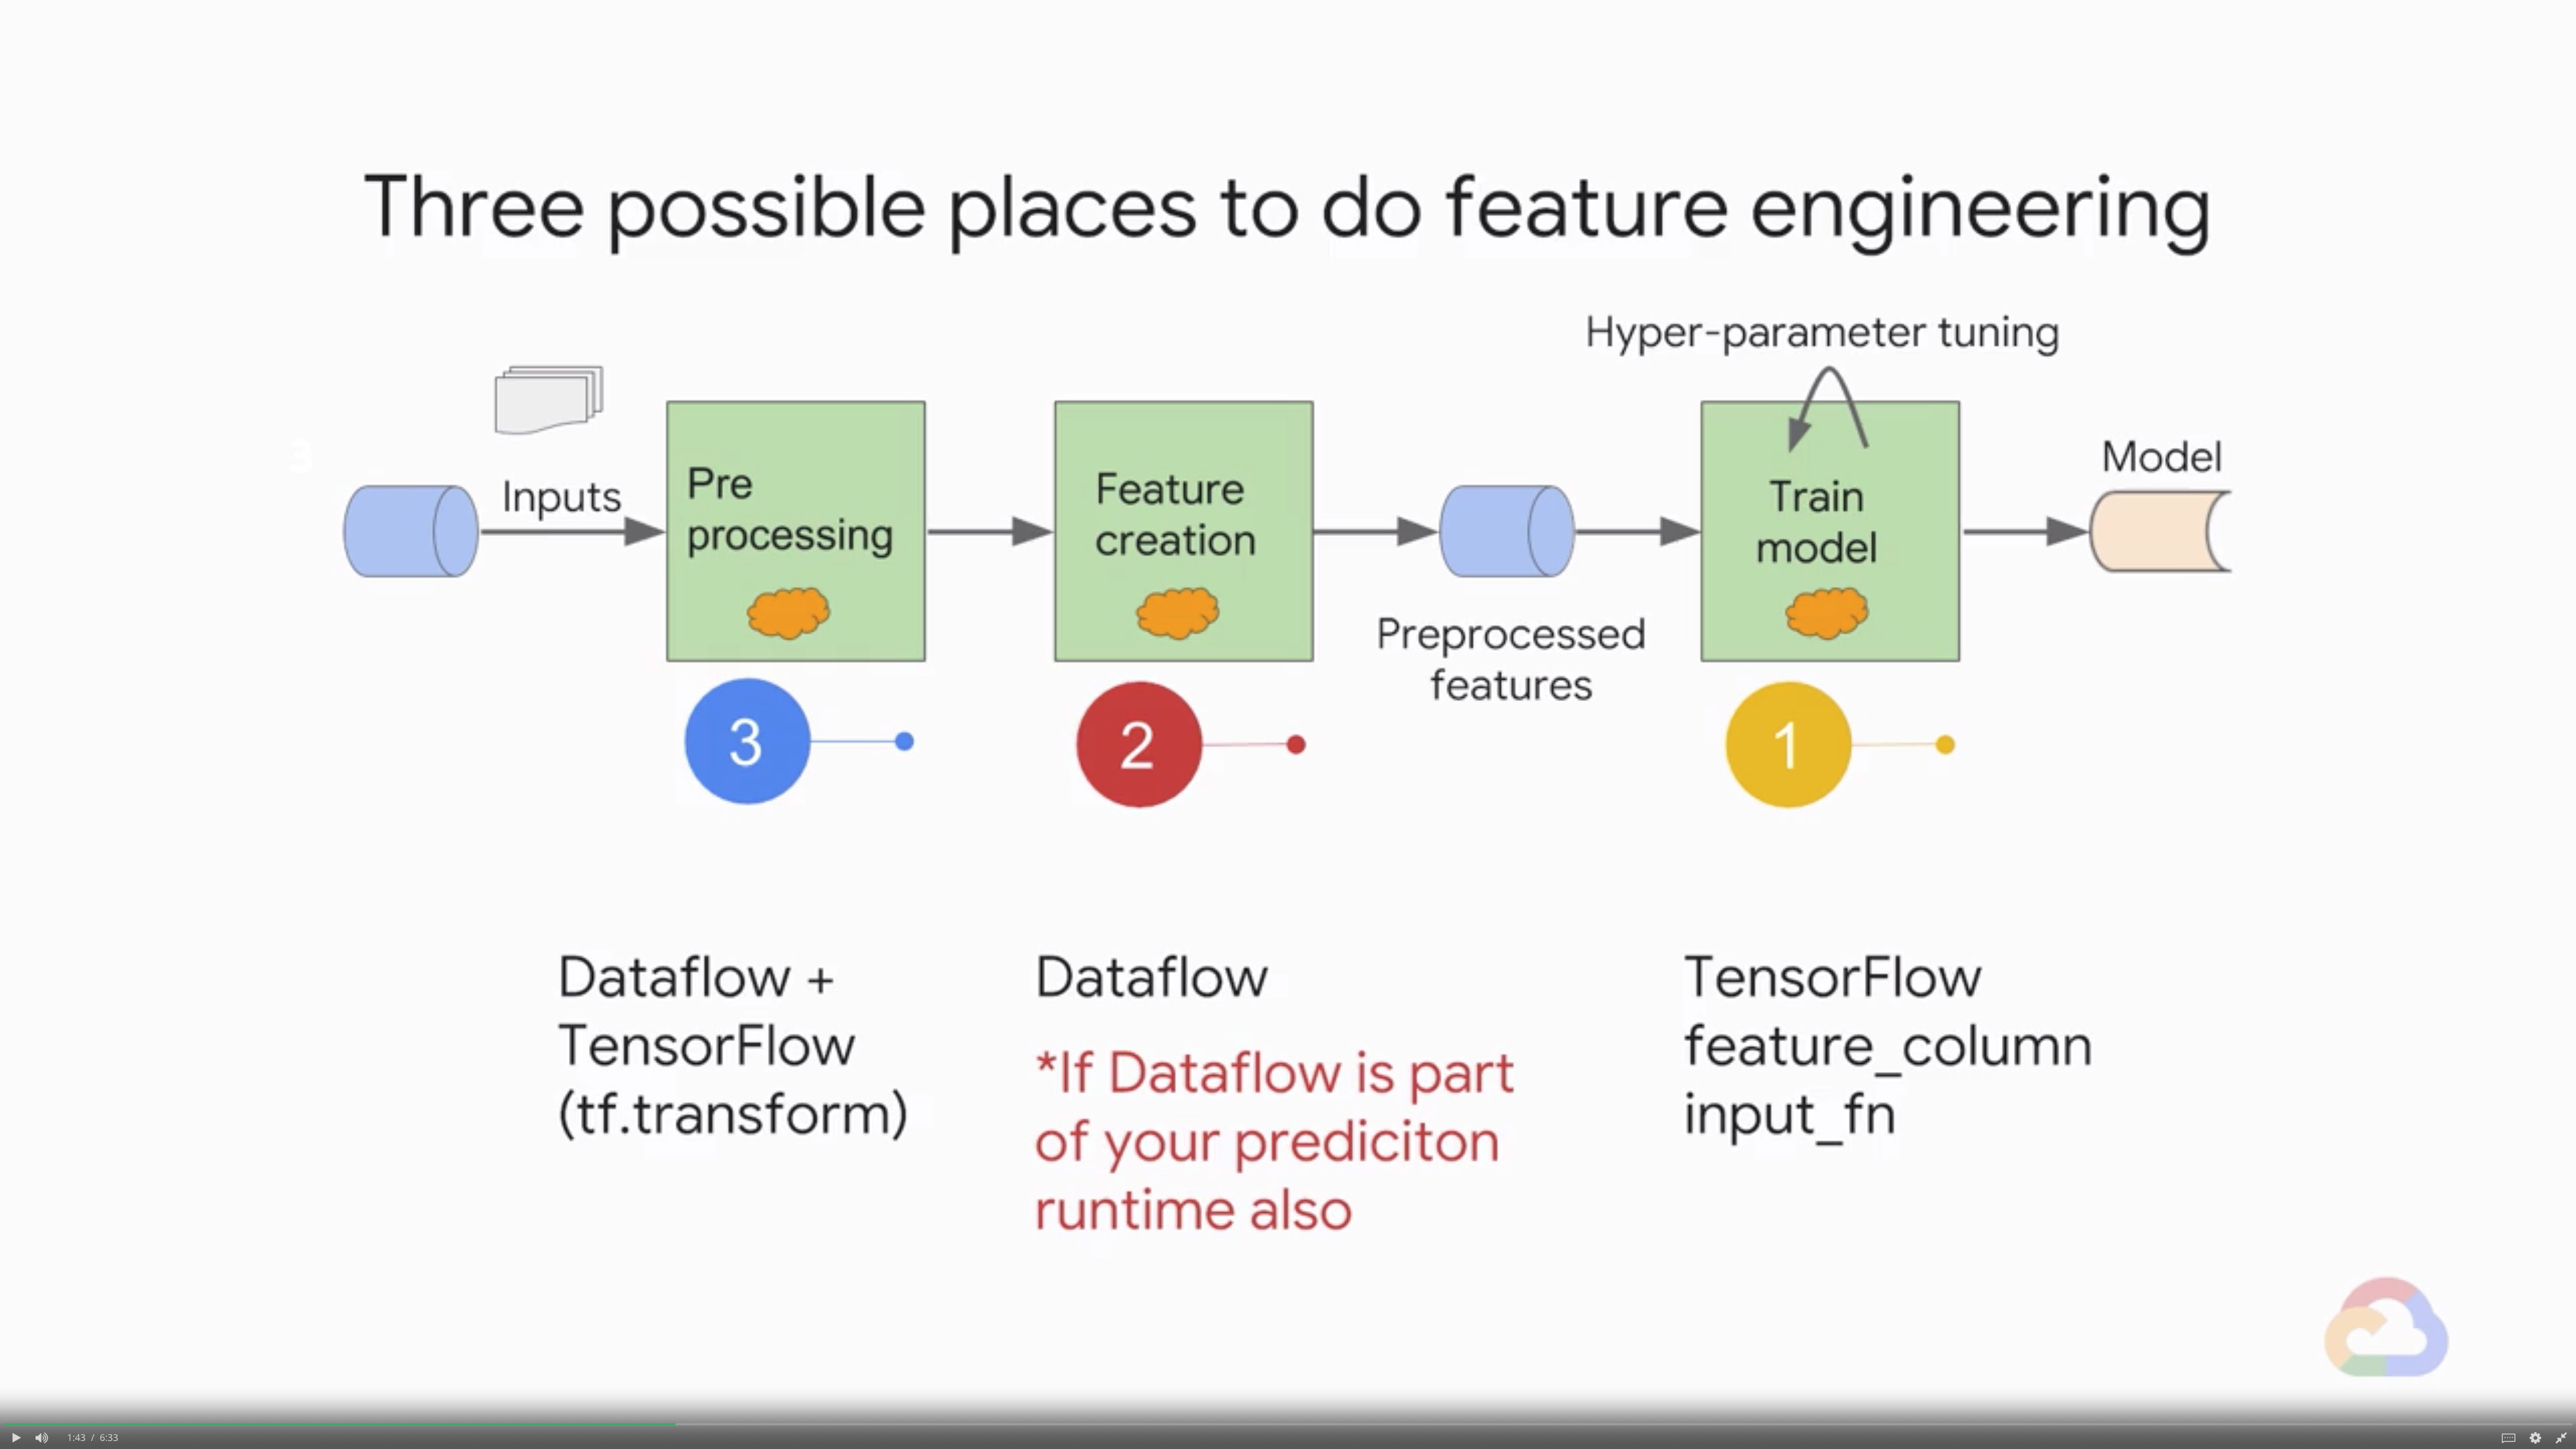 Three possible places to do feature engineering
Hyper-parameter tuning
3
Inputs
Pre
processing
Feature
creation
Preprocessed
features
Train
model
Model
3
2
1
Dataflow +
TensorFlow
(tf.transform)
Dataflow
*If Dataflow is part
of your prediciton
runtime also
TensorFlow
feature_column
input_fn
1:43 / 6:33